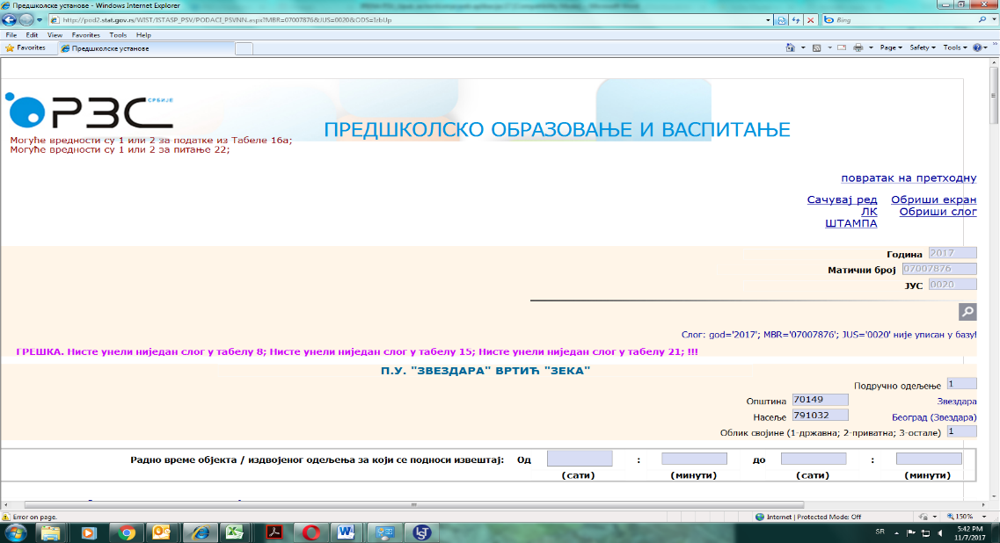 Предшколске установе - Windows Internet Explorer
http://pod2.stat.gov.rs/WIST/ISTASP_PSV/PODACI_PSVNN.aspx?MBR=07007876&JUS=0020&ODS=IzbUp
Bing
File Edit View Favorites Tools Help
Favorites Предшколске установе Page Safety Tools
РЗС СРБИЈЕ
ПРЕДШКОЛСКО ОБРАЗОВАЊЕ И ВАСПИТАЊЕ
Могуће вредности су 1 или 2 за податке из Табеле 16a;
Могуће вредности су 1 или 2 за питање 22;
повратак на претходну
Сачувај ред Обриши екран
ЛК Обриши слог
ШТАМПА
Година 2017
Матични број 07007876
ЈУС 0020
Слог: god='2017'; MBR='07007876'; JUS='0020' није уписан у базу!
ГРЕШКА. Нисте унели ниједан слог у табелу 8; Нисте унели ниједан слог у табелу 15; Нисте унели ниједан слог у табелу 21; !!!
П.У. "ЗВЕЗДАРА" ВРТИЋ "ЗЕКА"
Подручно одељење 1
Општина 70149 Звездара
Насеље 791032 Београд (Звездара)
Облик својине (1-државна; 2-приватна; 3-остале) 1
Радно време објекта / издвојеног одељења за који се подноси извештај: Од : до :
(сати) (минути) (сати) (минути)
Error on page. Internet | Protected Mode: Off 150%
SR 5:42 PM
11/7/2017